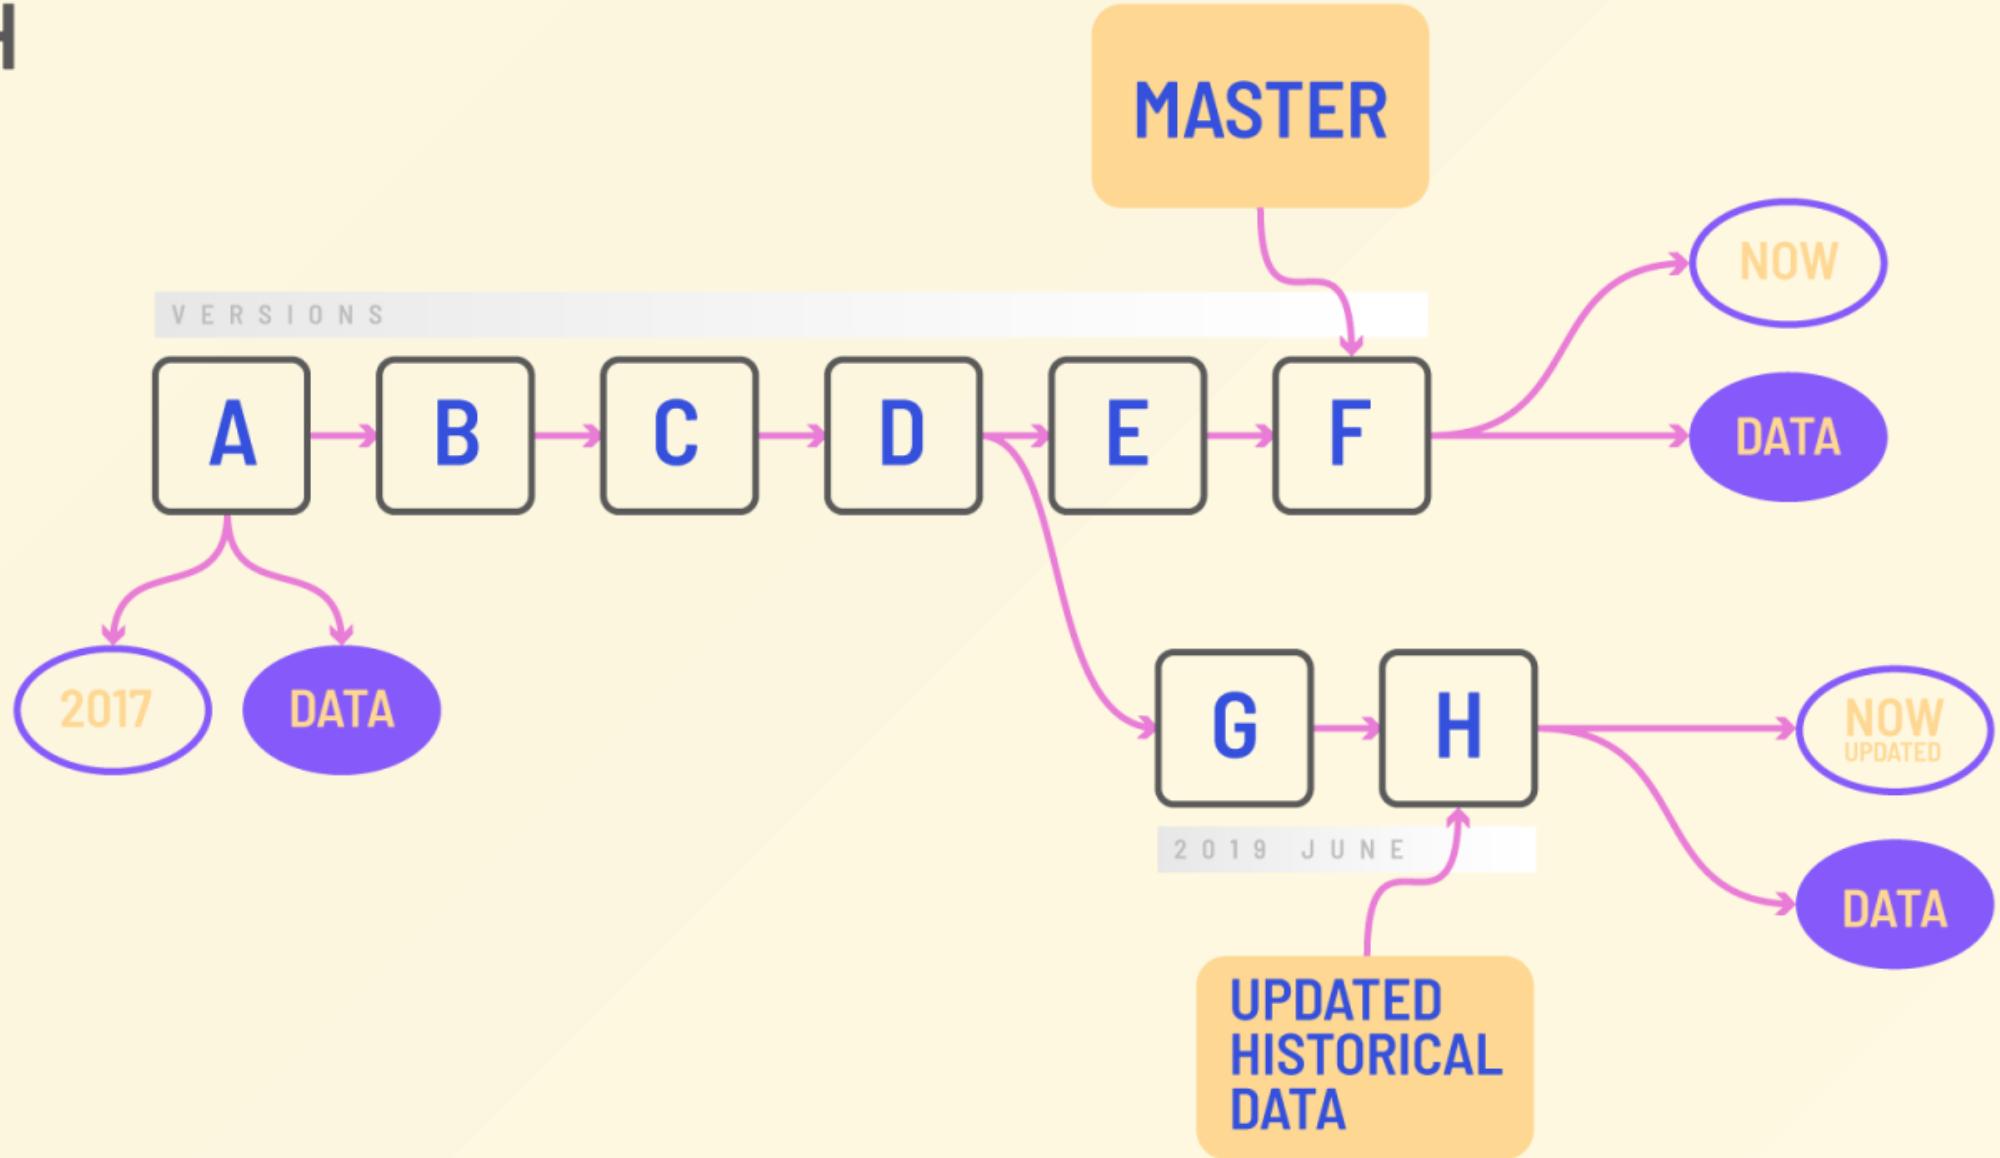 H
MASTER
NOW
VERSIONS
A
B
C
D
E
F
DATA
2017
DATA
G
H
NOW
UPDATED
2019 JUNE
DATA
UPDATED
HISTORICAL
DATA